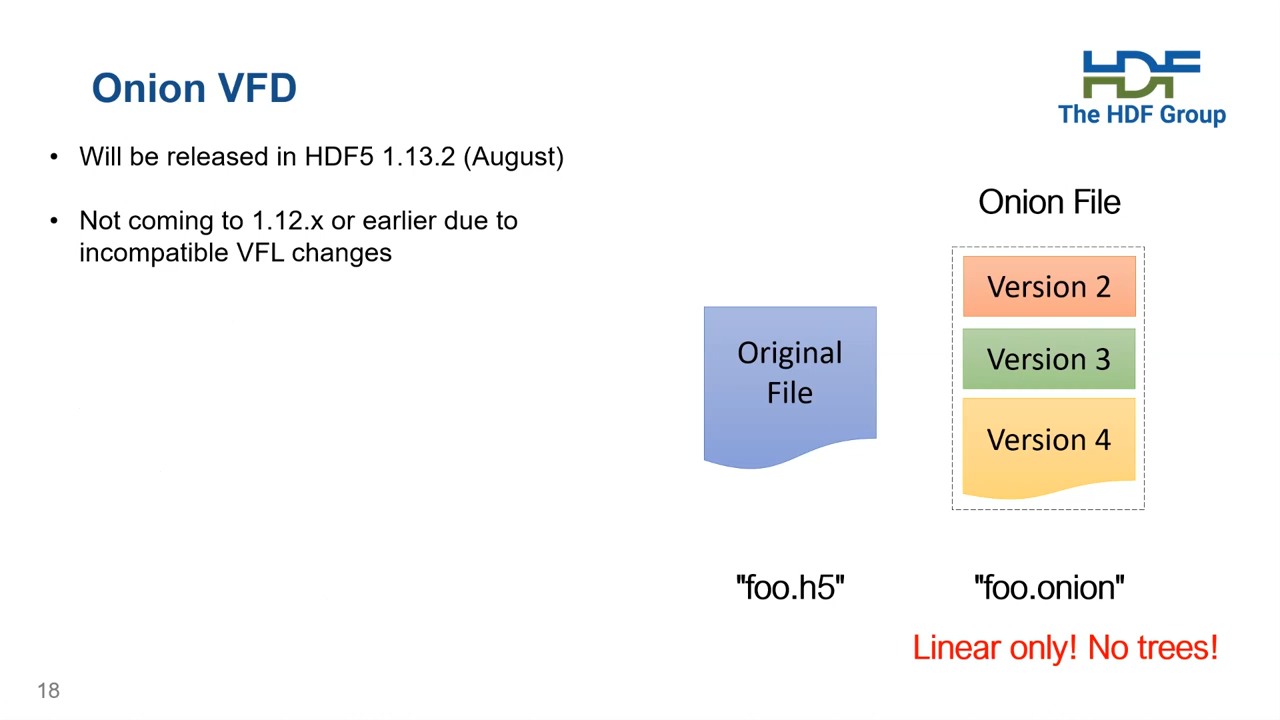 Onion VFD
HDF
The HDF Group
• Will be released in HDF5 1.13.2 (August)
• Not coming to 1.12.x or earlier due to
incompatible VFL changes
Onion File
Original
File
Version 2
Version 3
Version 4
"foo.h5"
"foo.onion"
Linear only! No trees!
18